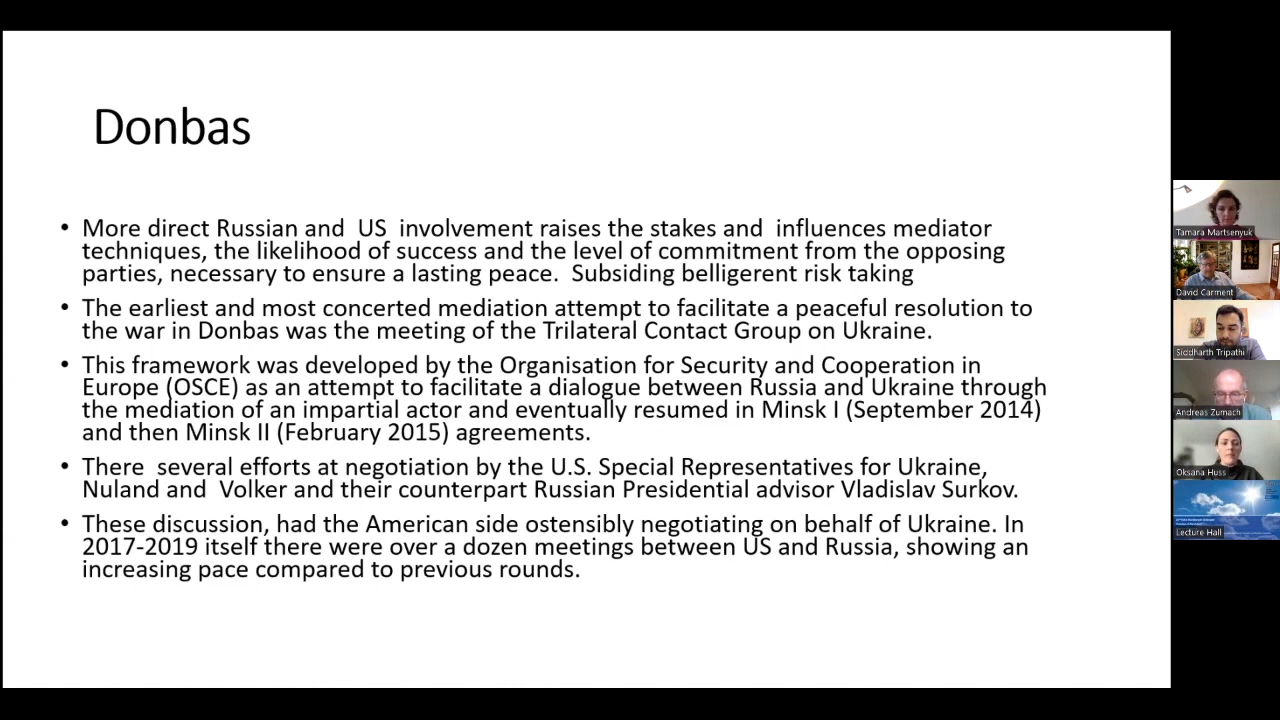 Donbas
• More direct Russian and US involvement raises the stakes and influences mediator
techniques, the likelihood of success and the level of commitment from the opposing
parties, necessary to ensure a lasting peace. Subsiding belligerent risk taking
• The earliest and most concerted mediation attempt to facilitate a peaceful resolution to
the war in Donbas was the meeting of the Trilateral Contact Group on Ukraine.
• This framework was developed by the Organisation for Security and Cooperation in
Europe (OSCE) as an attempt to facilitate a dialogue between Russia and Ukraine through
the mediation of an impartial actor and eventually resumed in Minsk I (September 2014)
and then Minsk II (February 2015) agreements.
• There several efforts at negotiation by the U.S. Special Representatives for Ukraine,
Nuland and Volker and their counterpart Russian Presidential advisor Vladislav Surkov.
• These discussion, had the American side ostensibly negotiating on behalf of Ukraine. In
2017-2019 itself there were over a dozen meetings between US and Russia, showing an
increasing pace compared to previous rounds.
Tamara Martsenyuk
David Carment
Siddharth Tripathi
Andreas Zumach
Oksana Huss
Lecture Hall